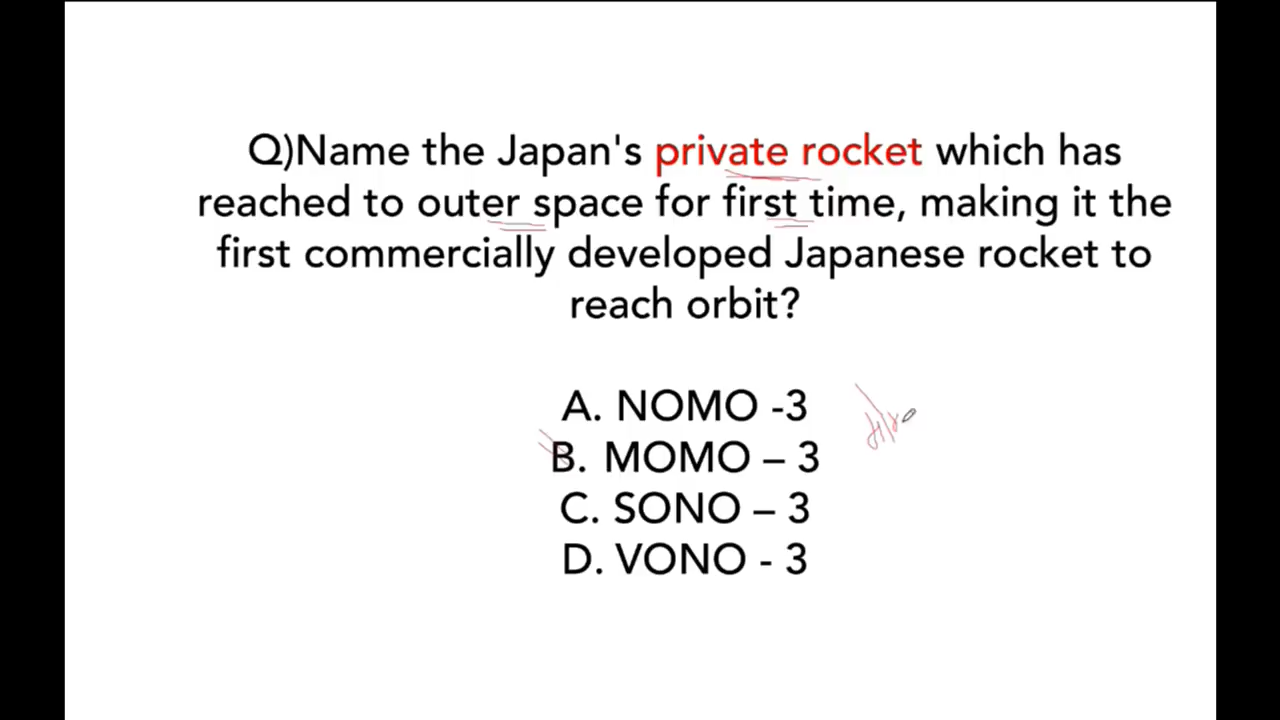 Q)Name the Japan's private rocket which has
reached to outer space for first time, making it the
first commercially developed Japanese rocket to
reach orbit?
A. NOMO -3
B. MOMO – 3
C. SONO – 3
D. VONO - 3